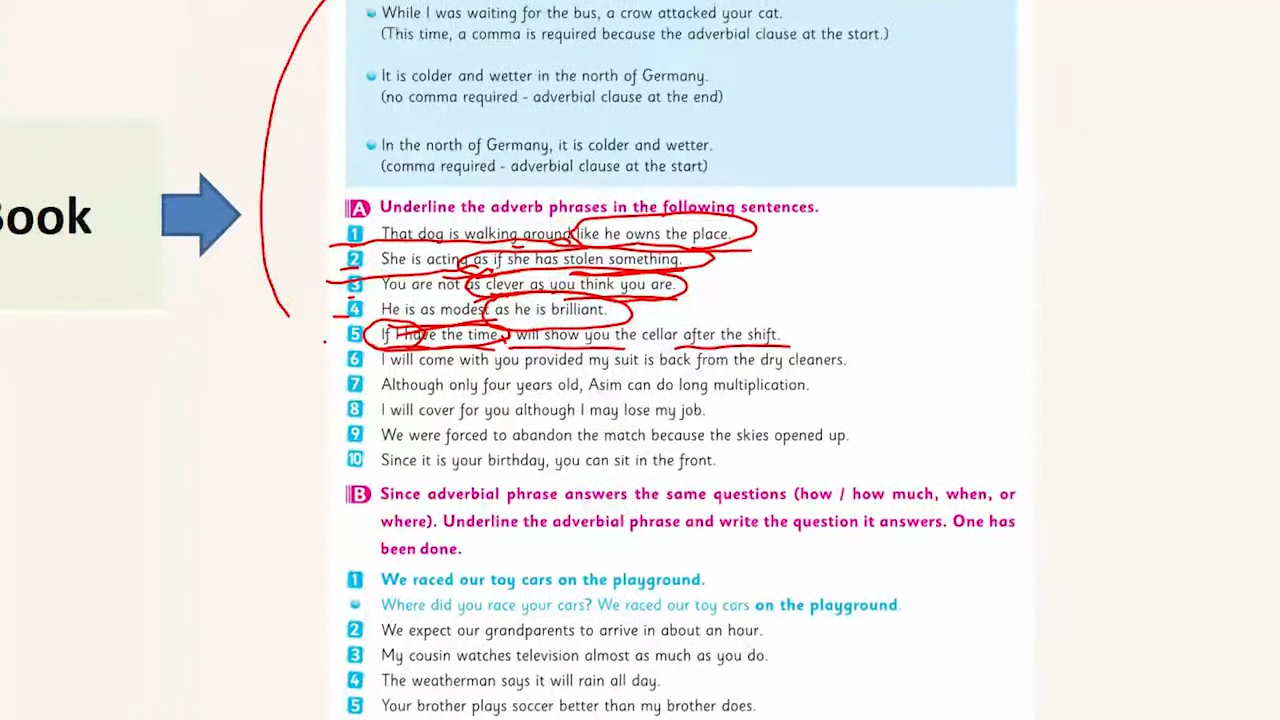 While I was waiting for the bus, a crow attacked your cat.
(This time, a comma is required because the adverbial clause at the start.)
It is colder and wetter in the north of Germany.
(no comma required - adverbial clause at the end)
In the north of Germany, it is colder and wetter.
(comma required - adverbial clause at the start)
Book
A Underline the adverb phrases in the following sentences.
1 That dog is walking around like he owns the place.
2 She is acting as if she has stolen something.
3 You are not as clever as you think you are.
4 He is as modest as he is brilliant.
5 If I have the time, I will show you the cellar after the shift.
6 I will come with you provided my suit is back from the dry cleaners.
7 Although only four years old, Asim can do long multiplication.
8 I will cover for you although I may lose my job.
9 We were forced to abandon the match because the skies opened up.
10 Since it is your birthday, you can sit in the front.
B Since adverbial phrase answers the same questions (how / how much, when, or
where). Underline the adverbial phrase and write the question it answers. One has
been done.
1 We raced our toy cars on the playground.
Where did you race your cars? We raced our toy cars on the playground.
2 We expect our grandparents to arrive in about an hour.
3 My cousin watches television almost as much as you do.
4 The weatherman says it will rain all day.
5 Your brother plays soccer better than my brother does.